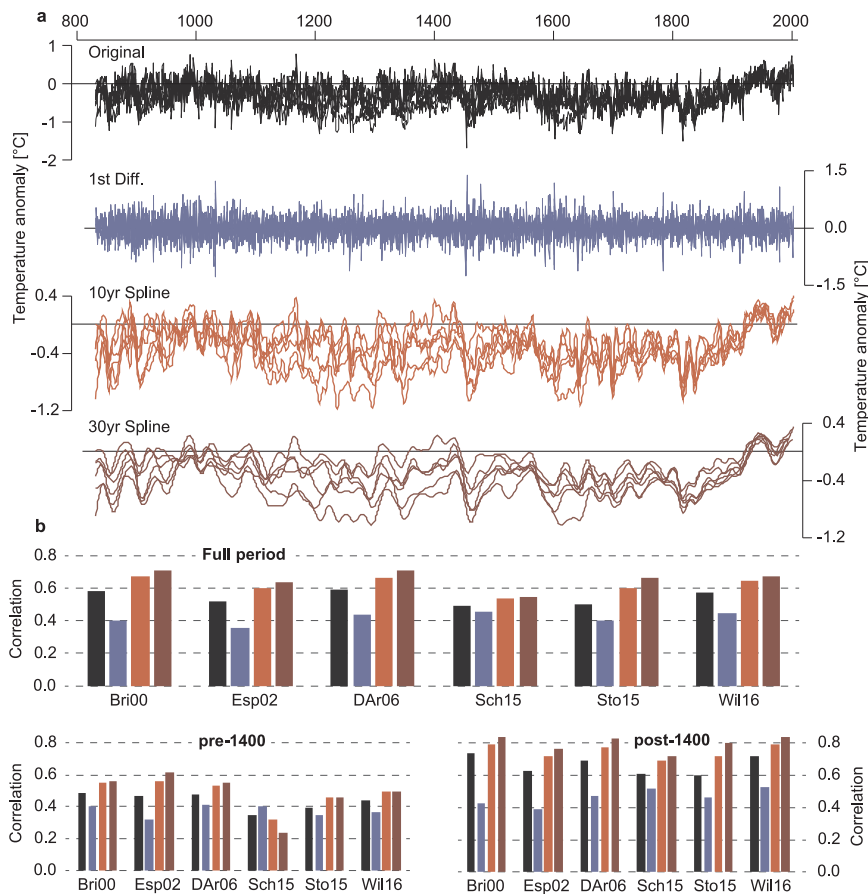 a
800 1000 1200 1400 1600 1800 2000
Original
1
0
-1
-2
Temperature anomaly [°C]
1st Diff.
1.5
0.0
-1.5
Temperature anomaly [°C]
10yr Spline
0.4
-0.4
-1.2
30yr Spline
0.4
-0.4
-1.2
b
Full period
Correlation
0.8
0.6
0.4
0.2
0.0
Bri00 Esp02 DAr06 Sch15 Sto15 Wil16
pre-1400
Correlation
0.8
0.6
0.4
0.2
0.0
Bri00 Esp02 DAr06 Sch15 Sto15 Wil16
post-1400
0.8
0.6
0.4
0.2
0.0
Correlation
Bri00 Esp02 DAr06 Sch15 Sto15 Wil16